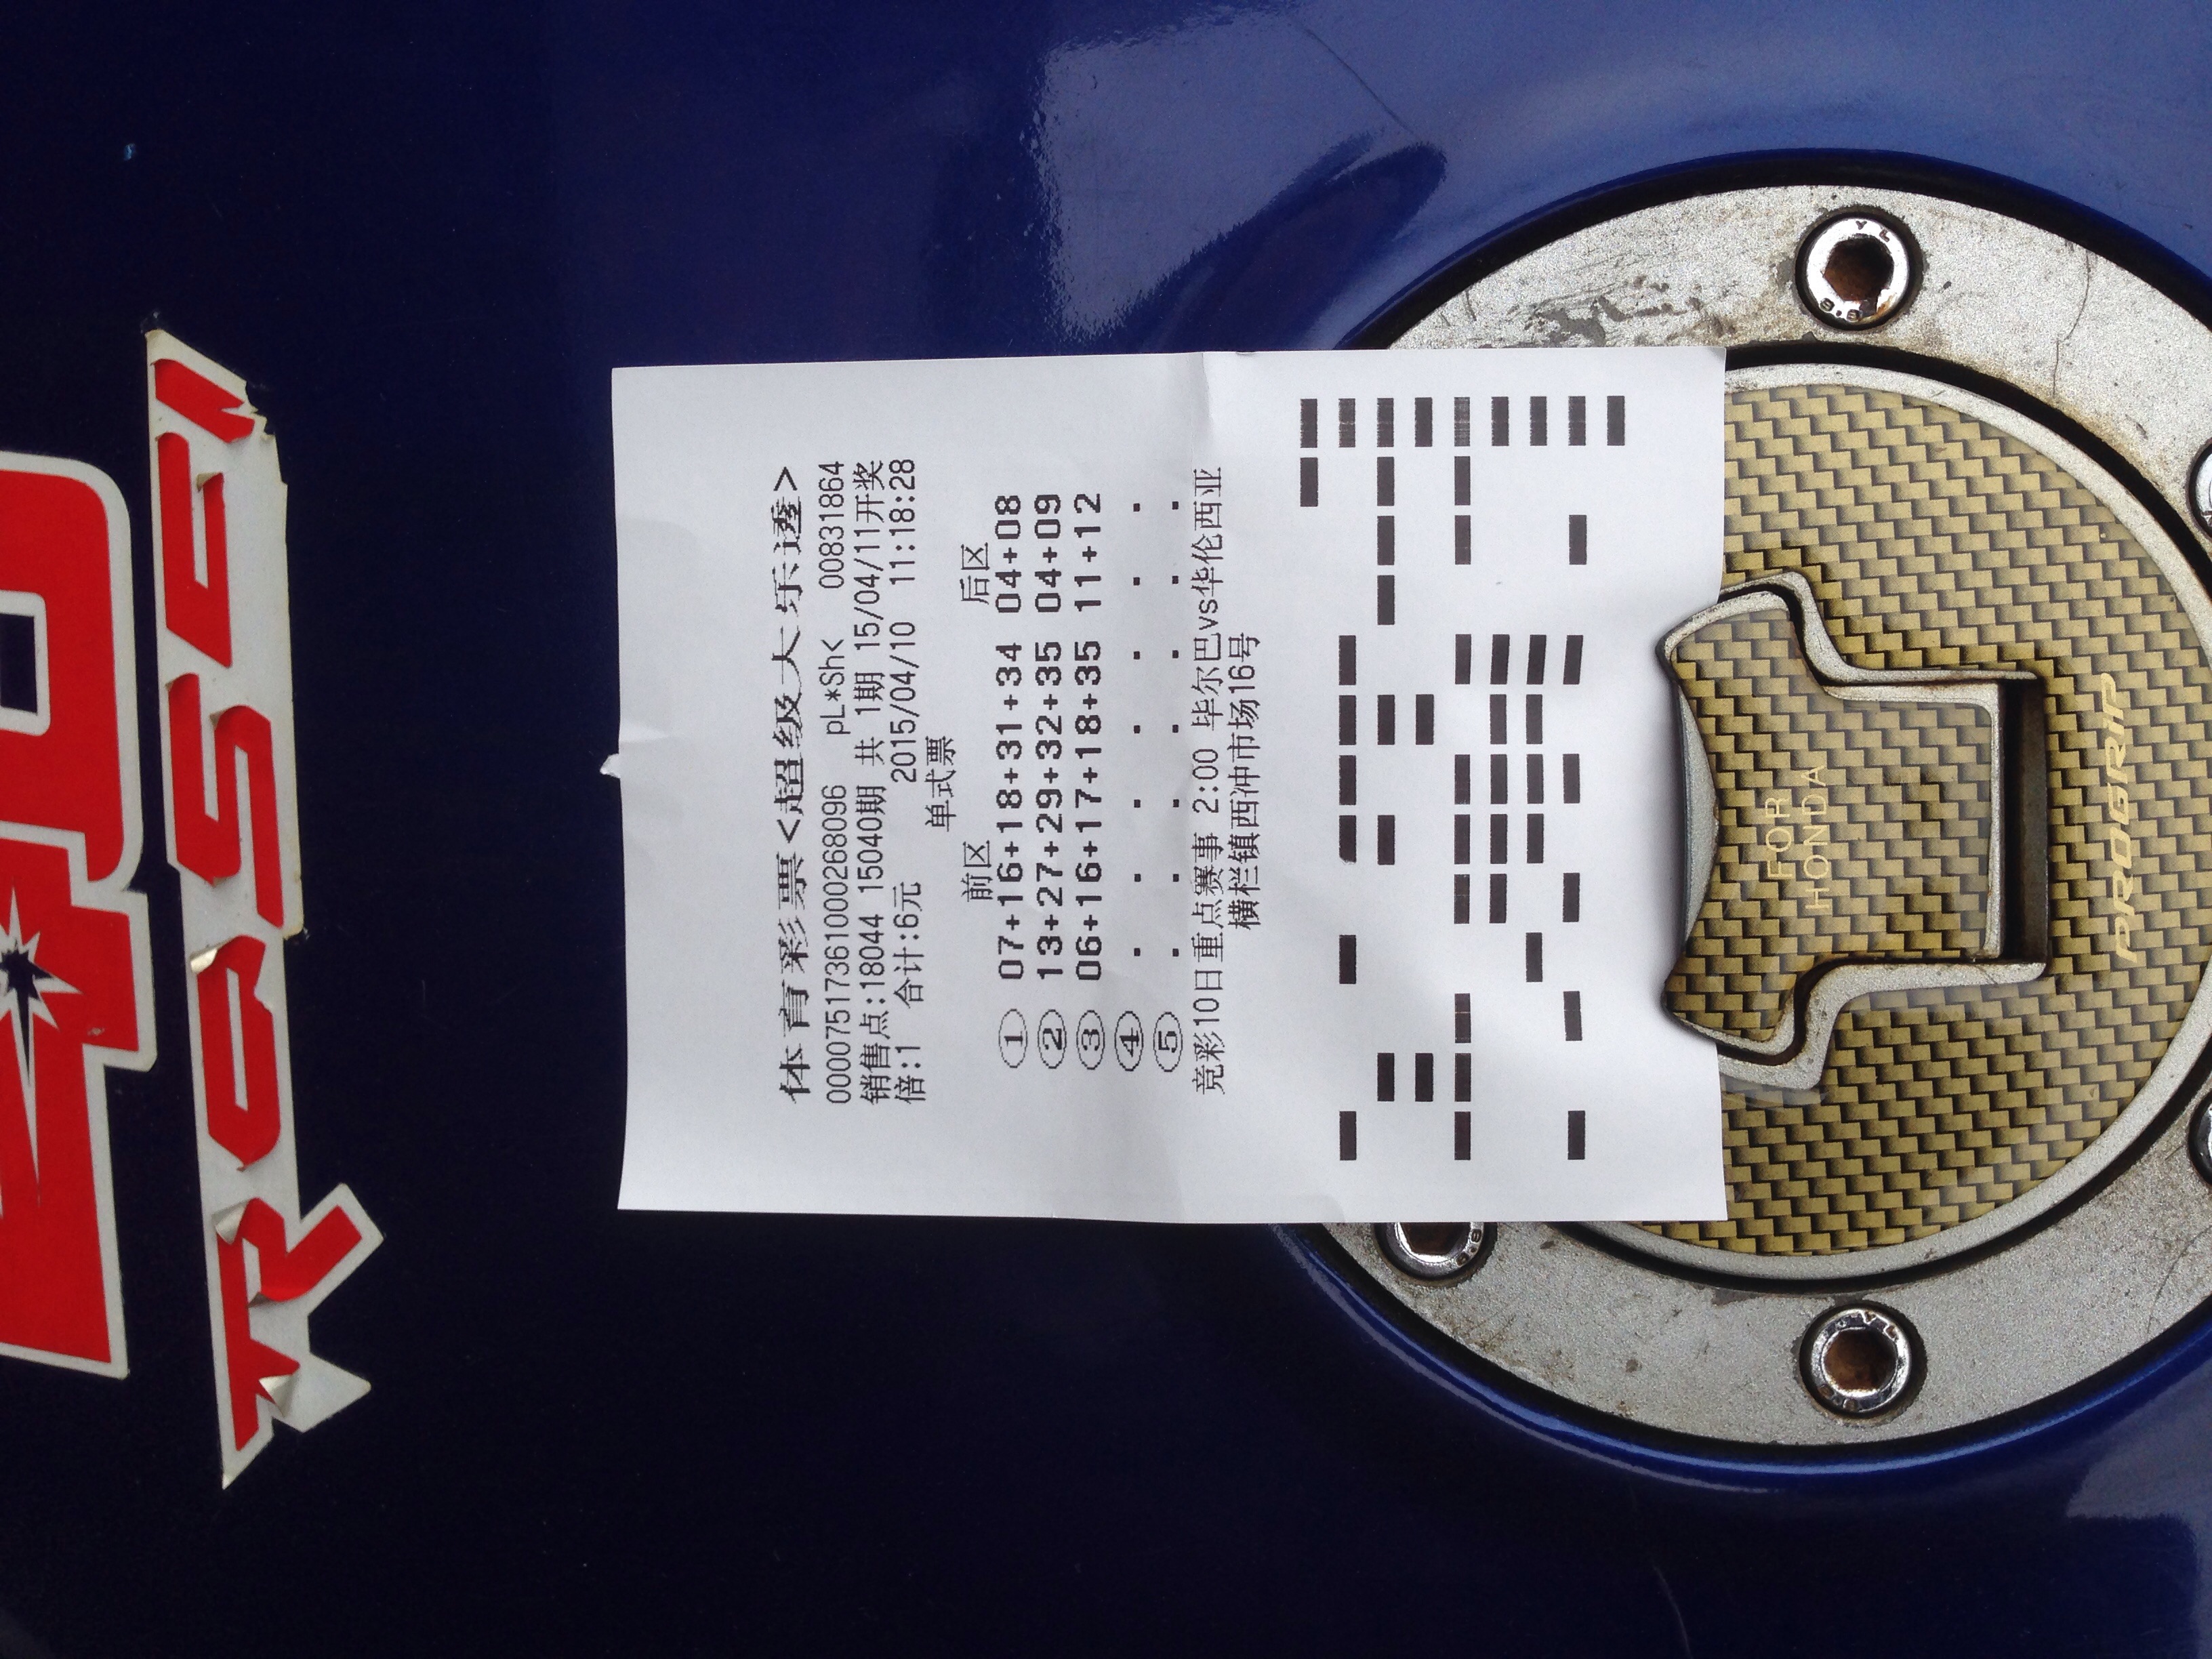 体育彩票<超级大乐透>
00007517361000268096 pL*Sh< 00831864
销售点:18044 15040期 共 1期 15/04/11开奖
倍:1 合计:6元 2015/04/10 11:18:28
单式票
前区 后区
① 07+16+18+31+34 04+08
② 13+27+29+32+35 04+09
③ 06+16+17+18+35 11+12
④ . . . . . . .
⑤ . . . . . . .
竞彩10日重点赛事 2:00 毕尔巴vs华伦西亚
横栏镇西冲市场16号
FOR
HONDA
PROGRIP